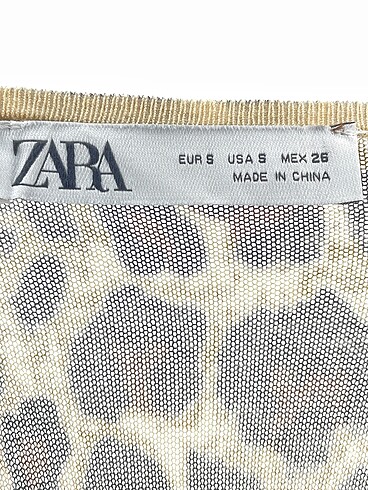 ZARA
EUR S USA S MEX 26
MADE IN CHINA